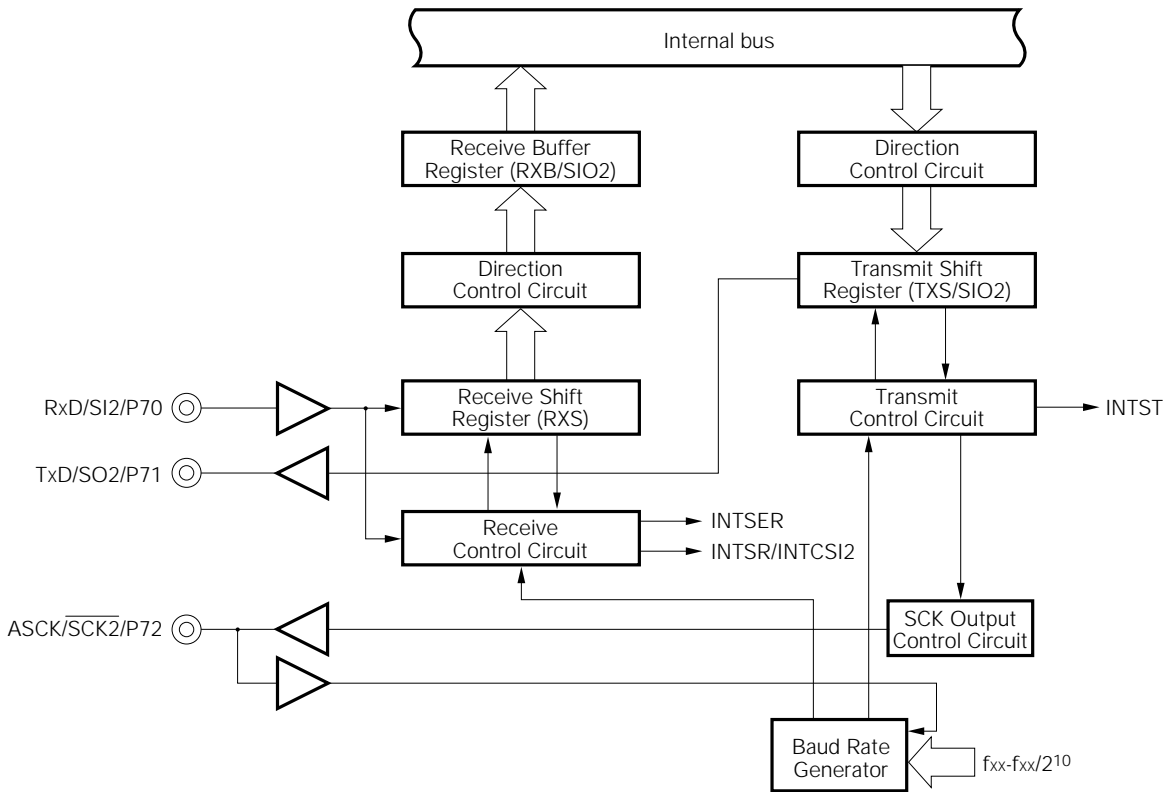 Internal bus
Receive Buffer
Register (RXB/SIO2)
Direction
Control Circuit
Direction
Control Circuit
Transmit Shift
Register (TXS/SIO2)
RxD/SI2/P70
Receive Shift
Register (RXS)
Transmit
Control Circuit
INTST
TxD/SO2/P71
Receive
Control Circuit
INTSER
INTSR/INTCSI2
ASCK/S̅C̅K̅2̅/P72
SCK Output
Control Circuit
Baud Rate
Generator
fxx-fxx/2¹⁰